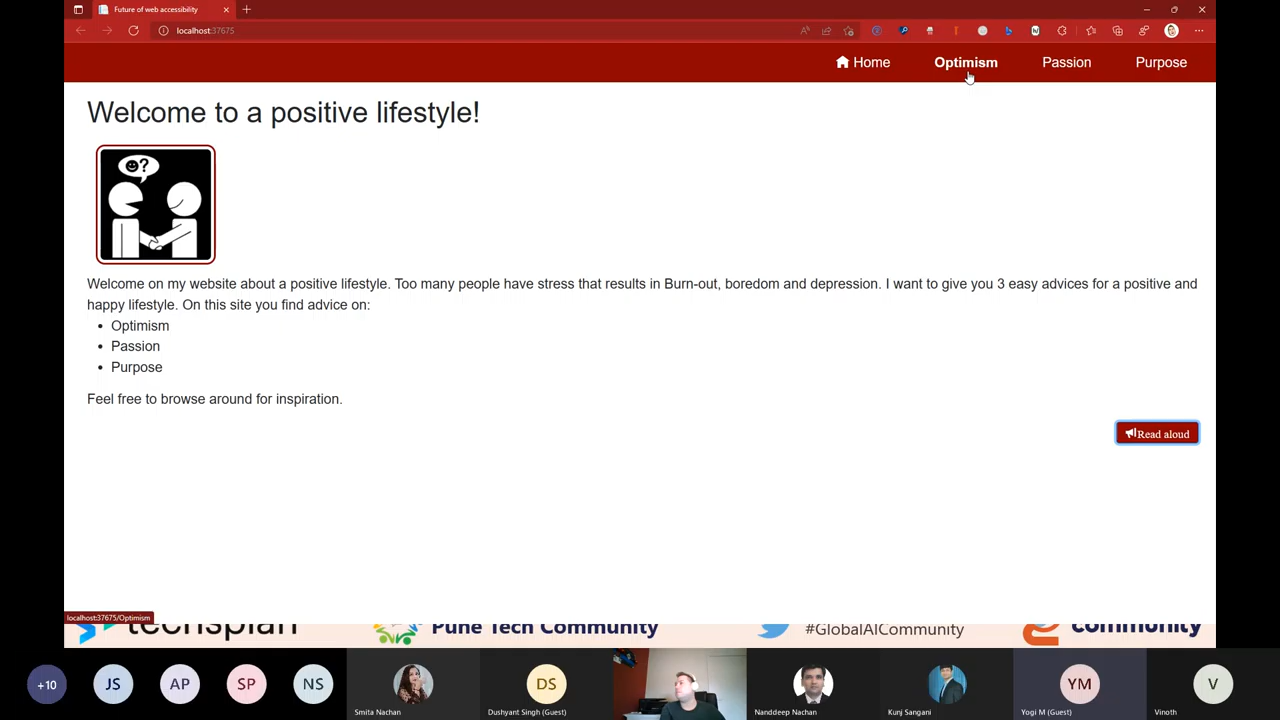 Future of web accessibility
localhost:37675
Home
Optimism
Passion
Purpose
Welcome to a positive lifestyle!
?
Welcome on my website about a positive lifestyle. Too many people have stress that results in Burn-out, boredom and depression. I want to give you 3 easy advices for a positive and
happy lifestyle. On this site you find advice on:
Optimism
Passion
Purpose
Feel free to browse around for inspiration.
Read aloud
localhost:37675/Optimism
Pune Tech Community
#GlobalAICommunity
community
+10
JS
AP
SP
NS
Smita Nachan
DS
Dushyant Singh (Guest)
Nanddeep Nachan
Kunj Sangani
YM
Yogi M (Guest)
V
Vinoth